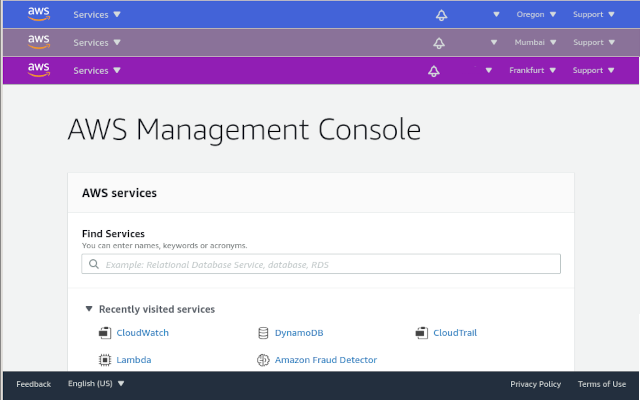 aws Services Oregon Support
aws Services Mumbai Support
aws Services Frankfurt Support
AWS Management Console
AWS services
Find Services
You can enter names, keywords or acronyms.
Example: Relational Database Service, database, RDS
Recently visited services
CloudWatch DynamoDB CloudTrail
Lambda Amazon Fraud Detector
Feedback English (US) Privacy Policy Terms of Use